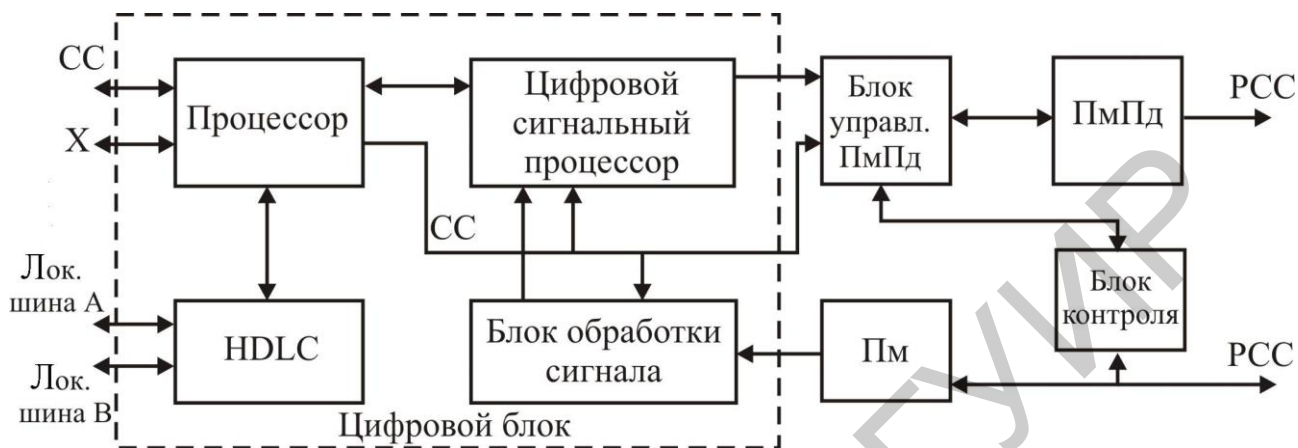 СС
Х
Процессор
Цифровой
сигнальный
процессор
Блок
управл.
ПмПд
ПмПд
РСС
СС
Лок.
шина А
Лок.
шина В
HDLC
Блок обработки
сигнала
Пм
Блок
контроля
РСС
Цифровой блок
ГУИР